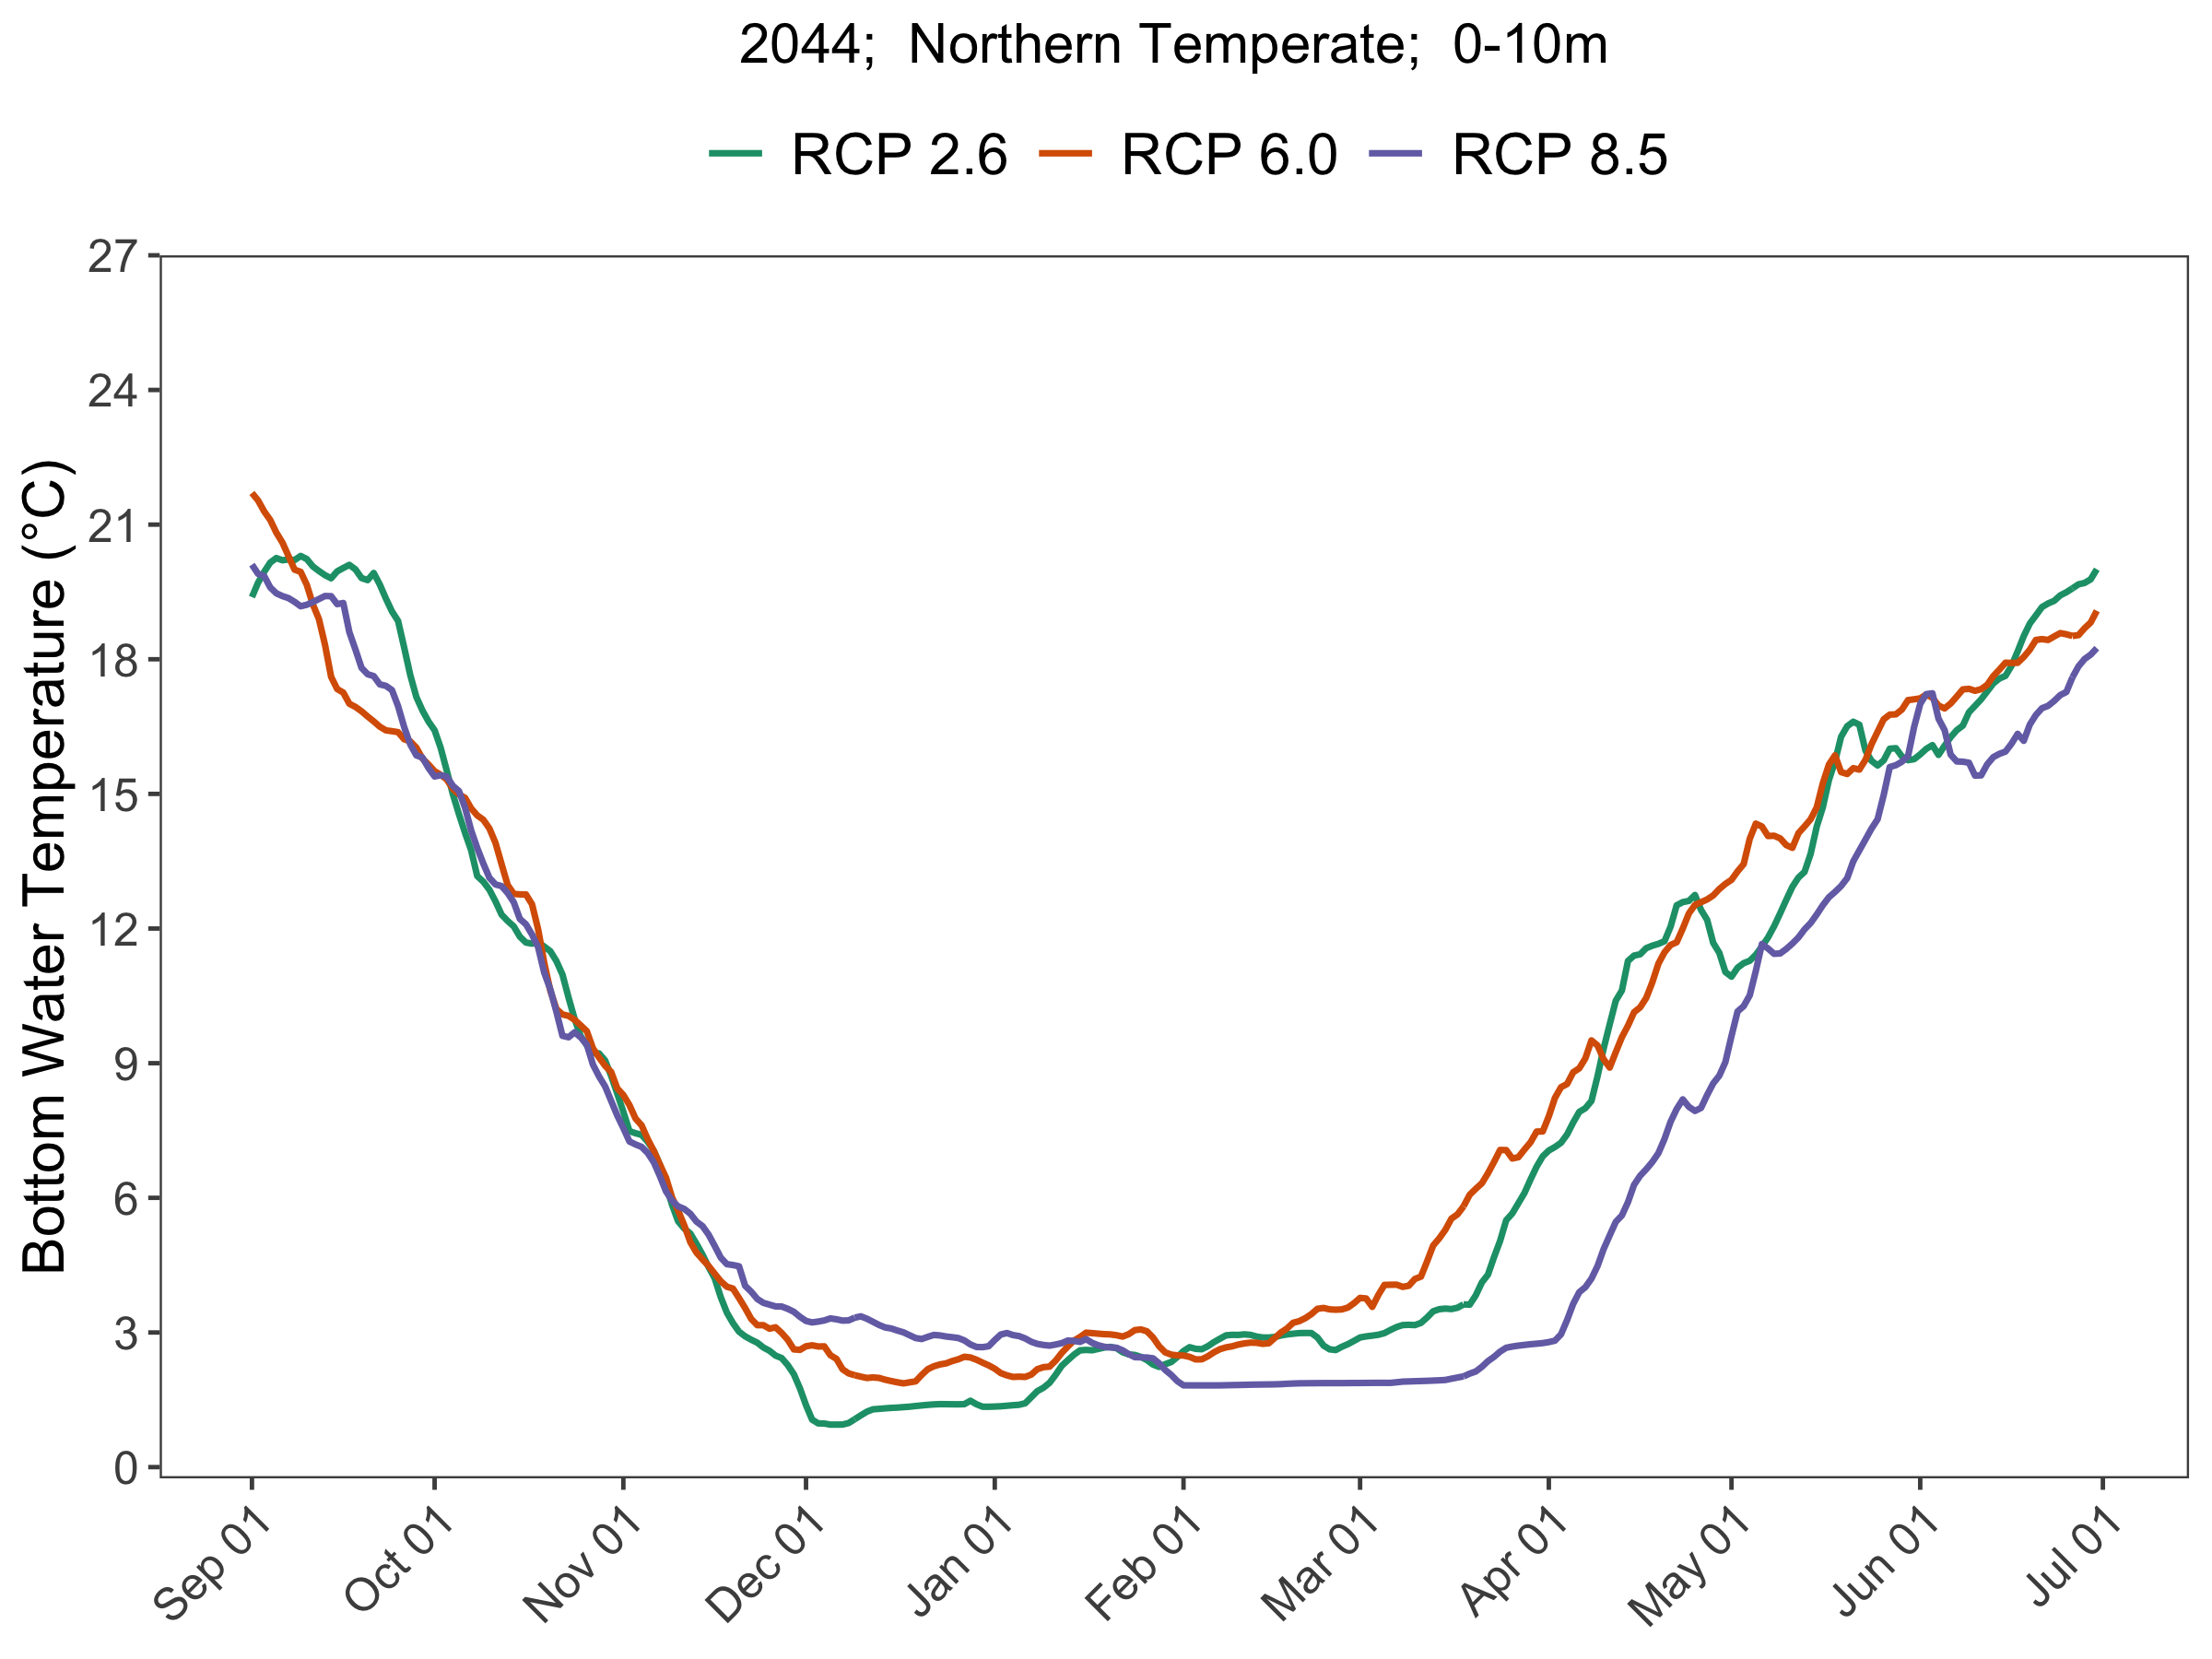 2044;  Northern Temperate;  0-10m
RCP 2.6 RCP 6.0 RCP 8.5
Bottom Water Temperature (°C)
27
24
21
18
15
12
9
6
3
0
Sep 01 Oct 01 Nov 01 Dec 01 Jan 01 Feb 01 Mar 01 Apr 01 May 01 Jun 01 Jul 01